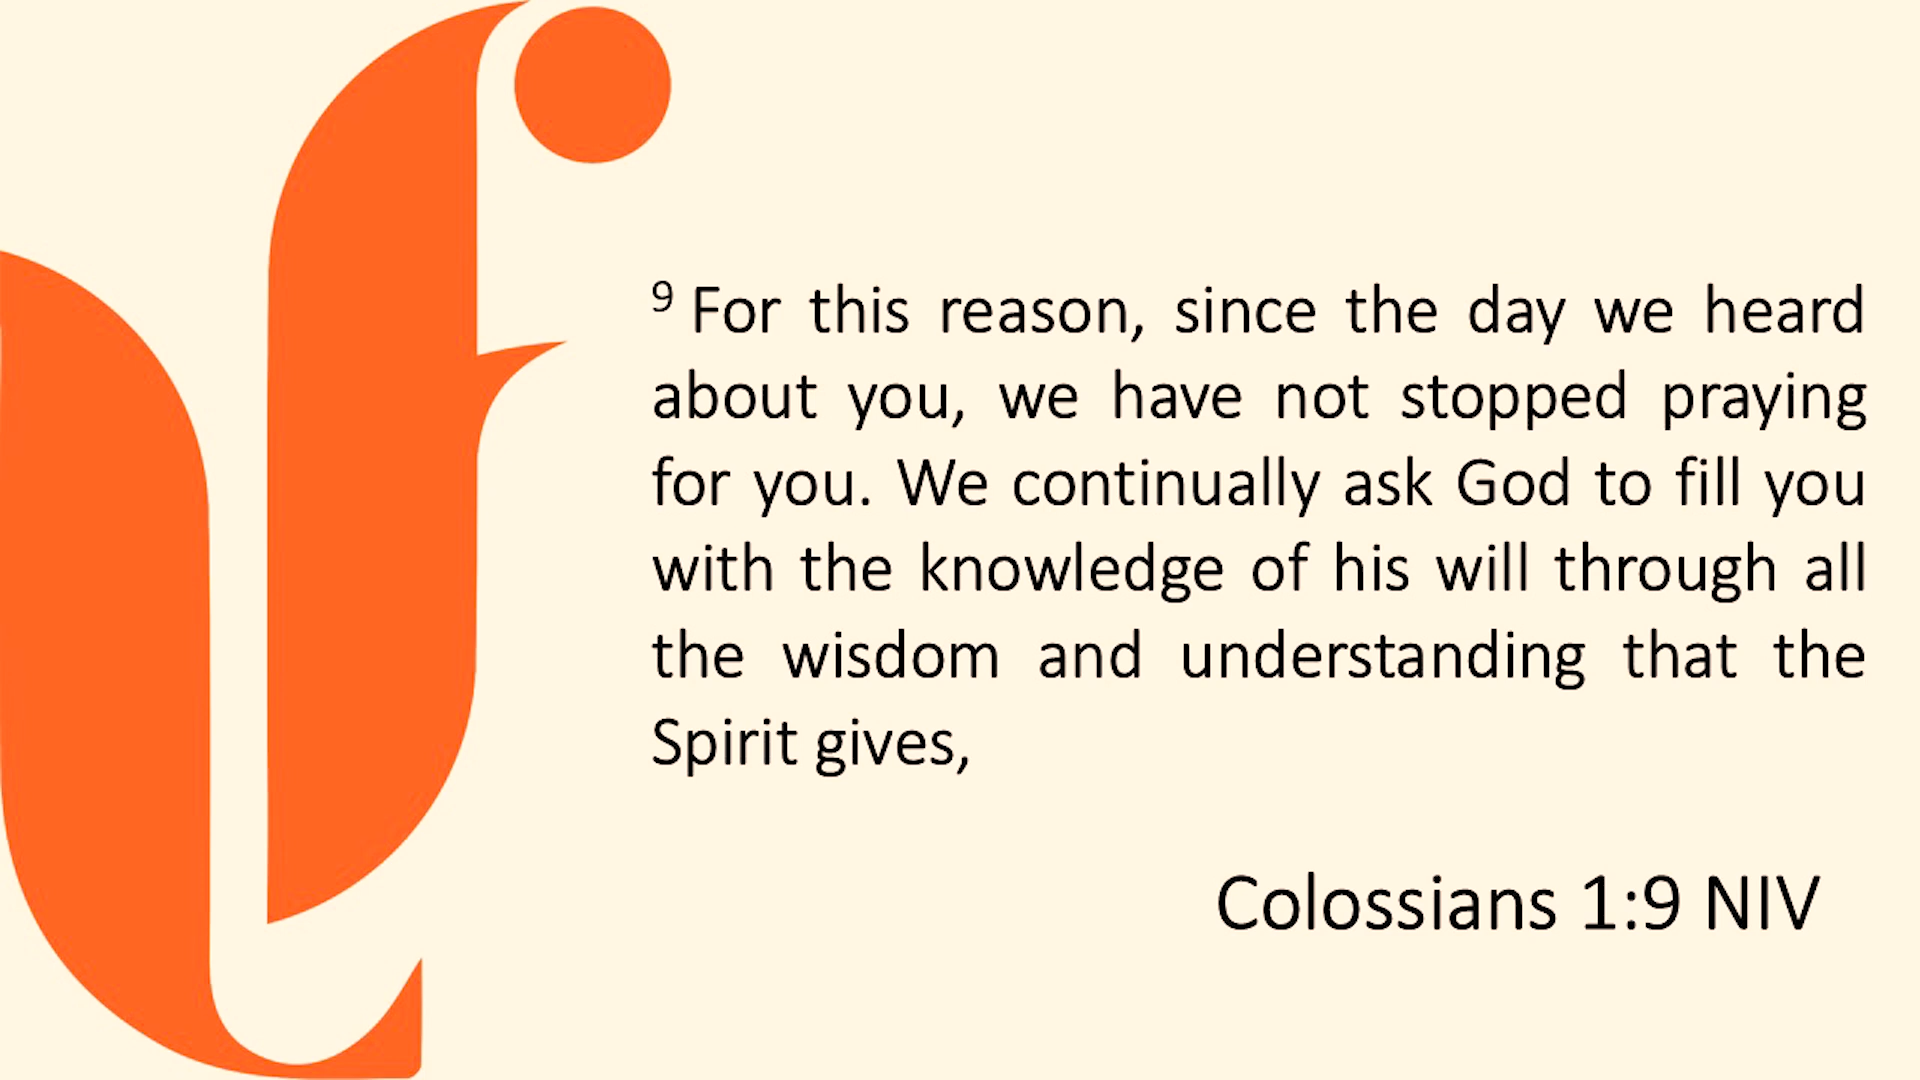 ⁹ For this reason, since the day we heard
about you, we have not stopped praying
for you. We continually ask God to fill you
with the knowledge of his will through all
the wisdom and understanding that the
Spirit gives,
Colossians 1:9 NIV